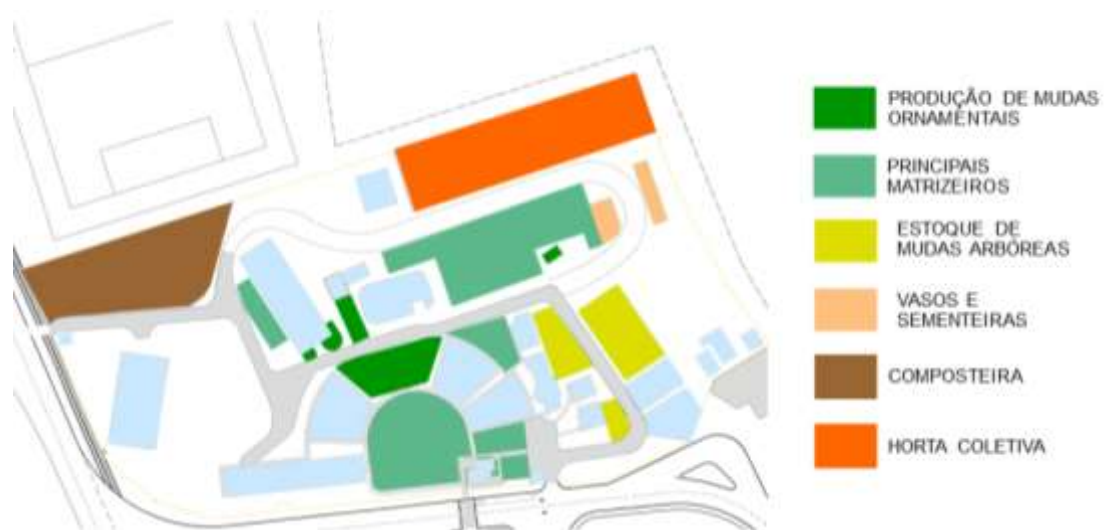 PRODUÇÃO DE MUDAS
ORNAMENTAIS
PRINCIPAIS
MATRIZEIROS
ESTOQUE DE
MUDAS ARBÓREAS
VASOS E
SEMENTEIRAS
COMPOSTEIRA
HORTA COLETIVA